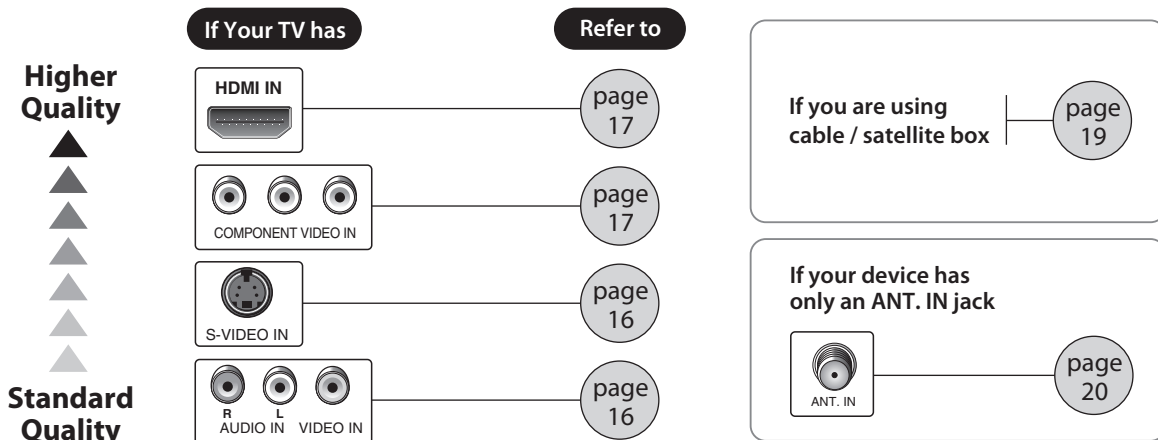 If Your TV has
Refer to
Higher
Quality
HDMI IN
page
17
COMPONENT VIDEO IN
page
17
S-VIDEO IN
page
16
Standard
Quality
R L
AUDIO IN VIDEO IN
page
16
If you are using
cable / satellite box
page
19
If your device has
only an ANT. IN jack
ANT. IN
page
20